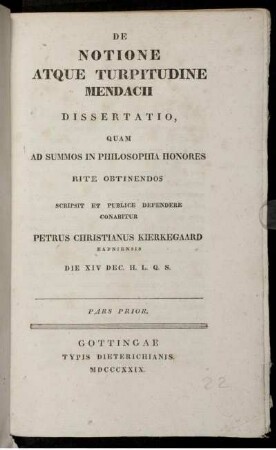 DE
NOTIONE
ATQUE TURPITUDINE
MENDACII
DISSERTATIO,
QUAM
AD SUMMOS IN PHILOSOPHIA HONORES
RITE OBTINENDOS
SCRIPSIT ET PUBLICE DEFENDERE
CONABITUR
PETRUS CHRISTIANUS KIERKEGAARD
HAFNIENSIS
DIE XIV DEC. H. L. Q. S.
PARS PRIOR.
GOTTINGAE
TYPIS DIETERICHIANIS.
MDCCCXXIX.
22